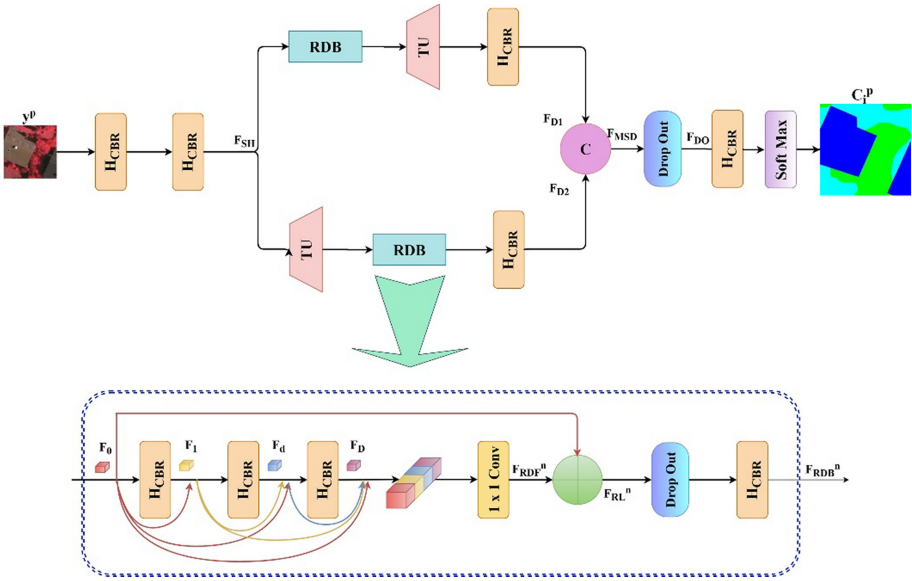 y^p
H_CBR
H_CBR
F_SH
RDB
TU
H_CBR
F_D1
TU
RDB
H_CBR
F_D2
C
F_MSD
Drop Out
F_DO
H_CBR
Soft Max
C_i^p
F_0
H_CBR
F_1
H_CBR
F_d
H_CBR
F_D
1 x 1 Conv
F_RDF^n
F_RL^n
Drop Out
H_CBR
F_RDB^n